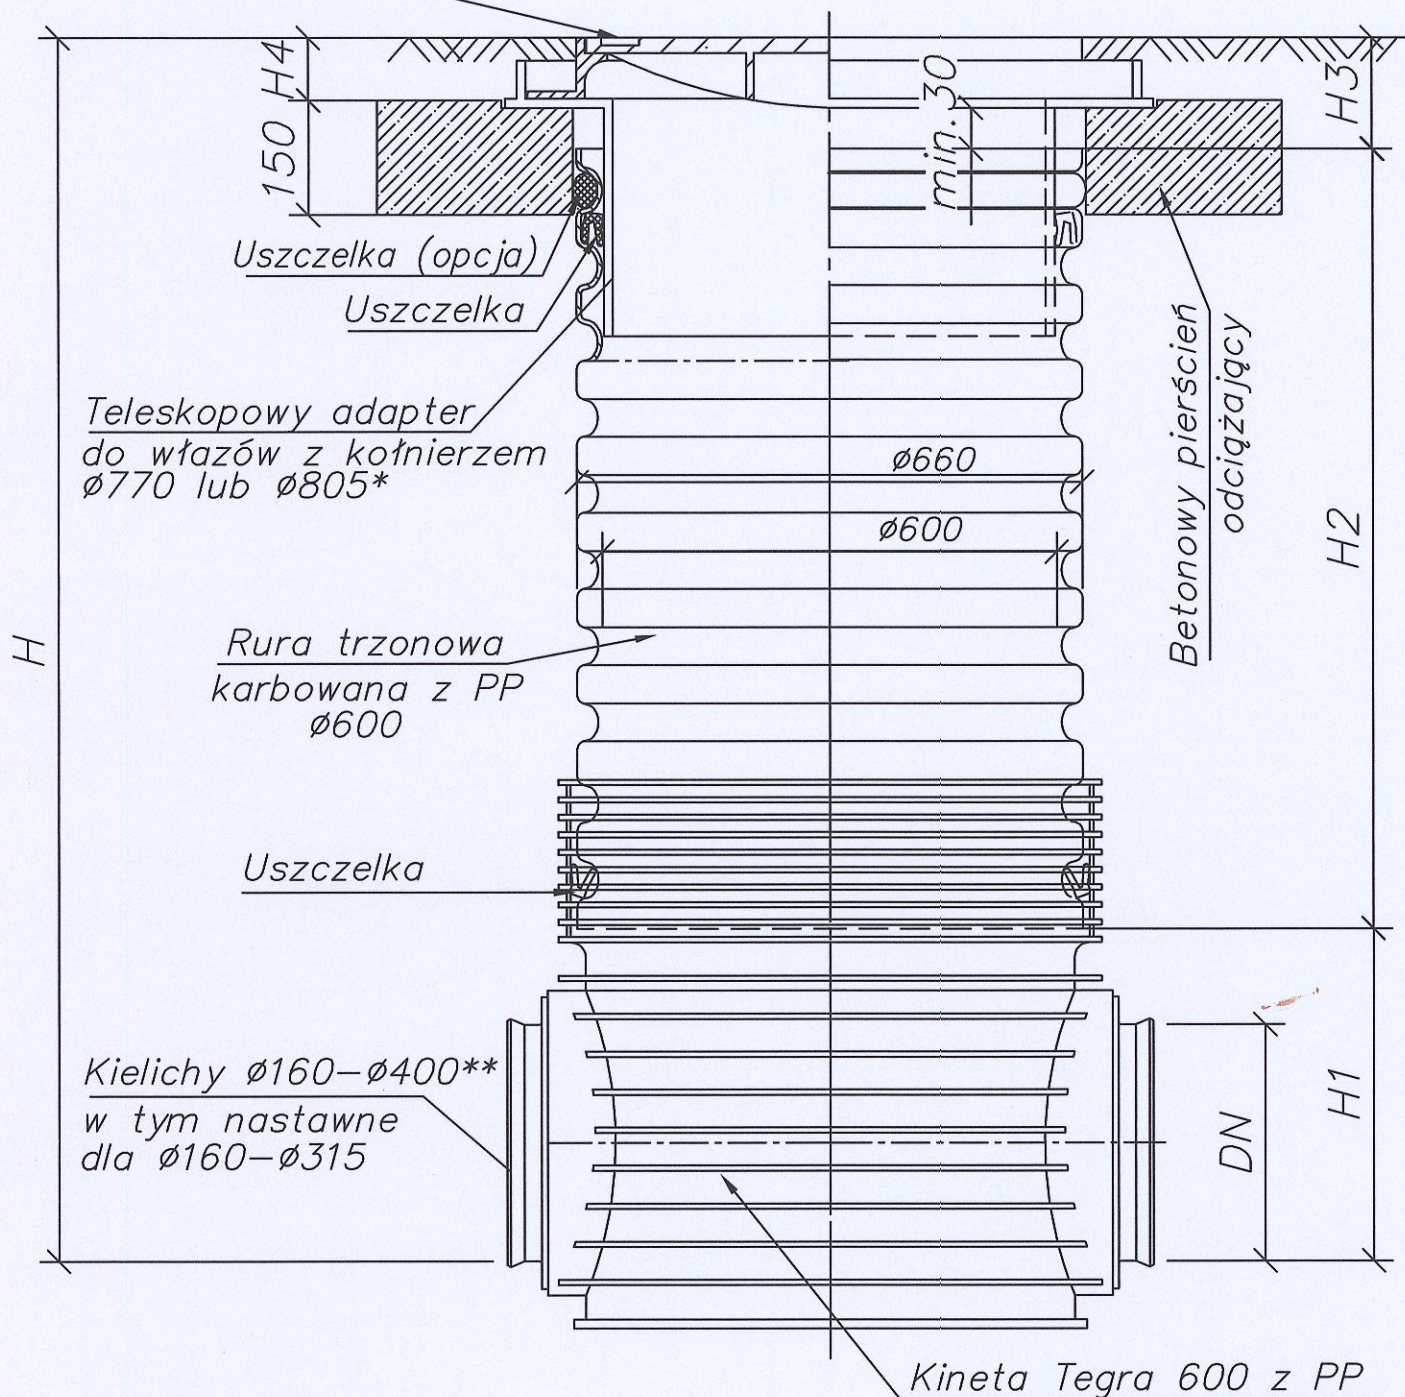 H4
150
H3
min.30
Uszczelka (opcja)
Uszczelka
Teleskopowy adapter
do włazów z kołnierzem
ø770 lub ø805*
Betonowy pierścień
odciążający
ø660
ø600
H2
H
Rura trzonowa
karbowana z PP
ø600
Uszczelka
Kielichy ø160-ø400**
w tym nastawne
dla ø160-ø315
DN
H1
Kineta Tegra 600 z PP